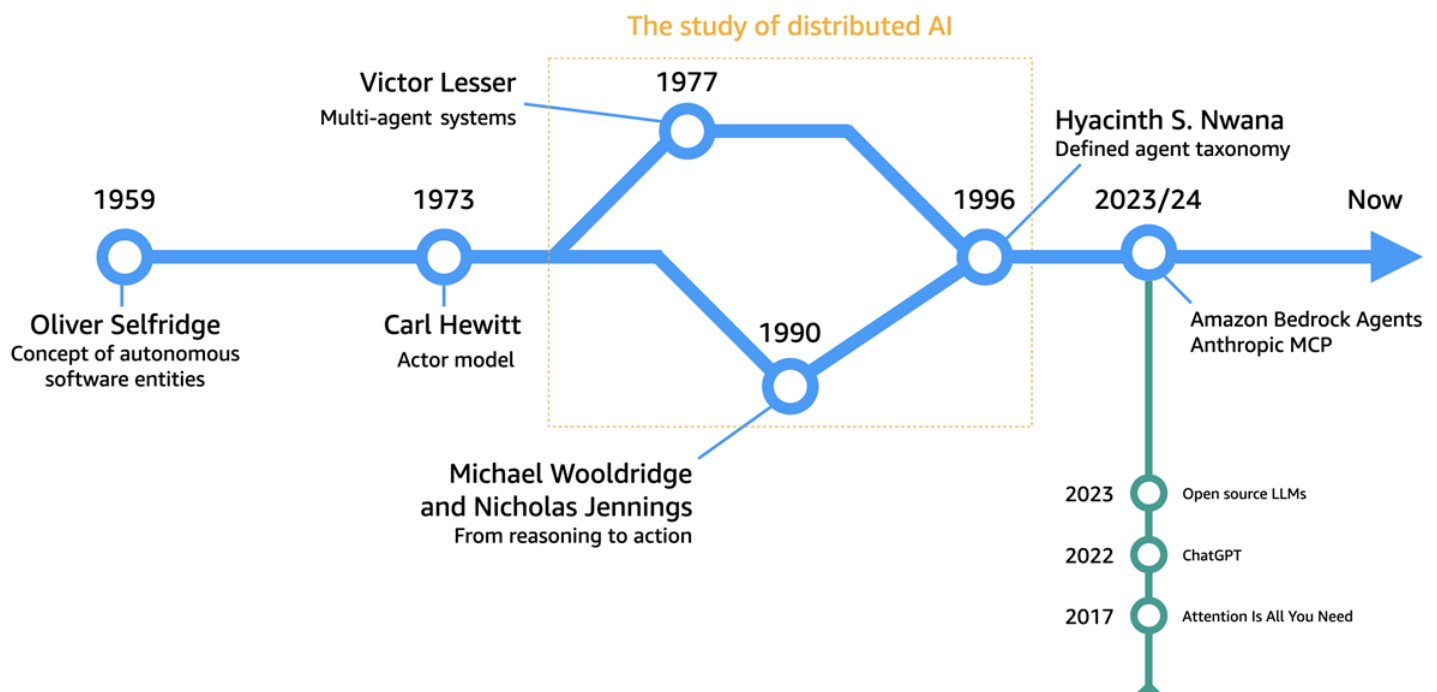 The study of distributed AI
Victor Lesser
Multi-agent systems
1977
Hyacinth S. Nwana
Defined agent taxonomy
1959
1973
1996
2023/24
Now
Oliver Selfridge
Concept of autonomous
software entities
Carl Hewitt
Actor model
1990
Amazon Bedrock Agents
Anthropic MCP
Michael Wooldridge
and Nicholas Jennings
From reasoning to action
2023 Open source LLMs
2022 ChatGPT
2017 Attention Is All You Need